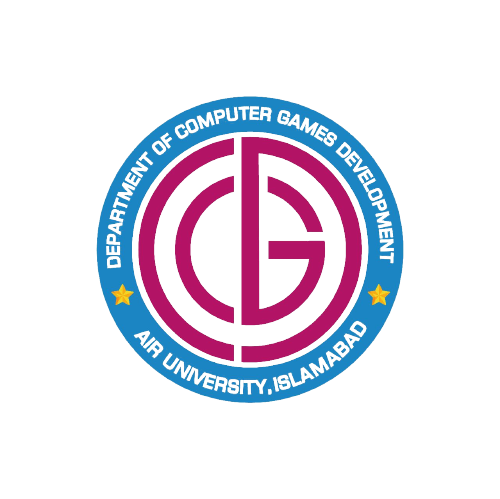 DEPARTMENT OF COMPUTER GAMES DEVELOPMENT
AIR UNIVERSITY, ISLAMABAD